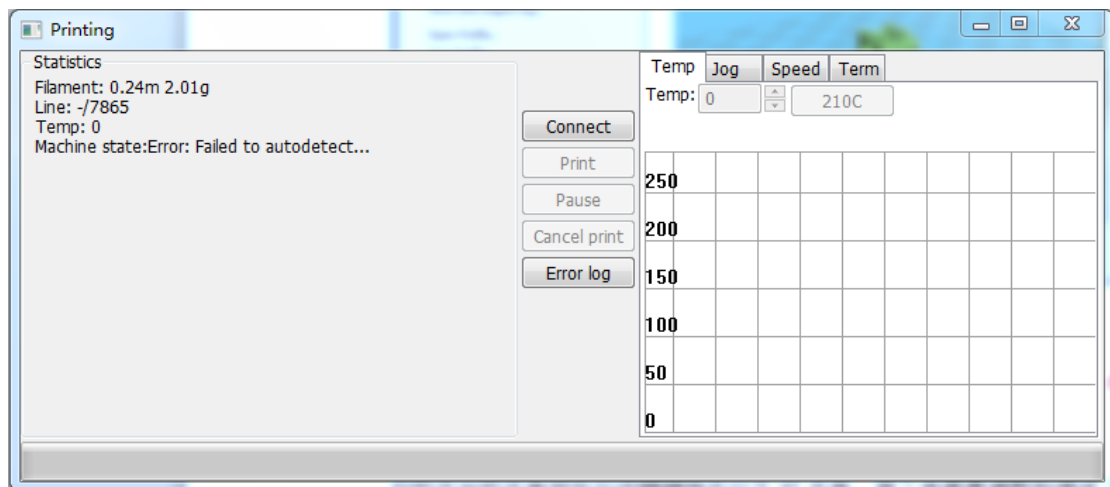 Printing
Statistics
Filament: 0.24m 2.01g
Line: -/7865
Temp: 0
Machine state:Error: Failed to autodetect...
Connect
Print
Pause
Cancel print
Error log
Temp Jog Speed Term
Temp: 0 210C
250
200
150
100
50
0